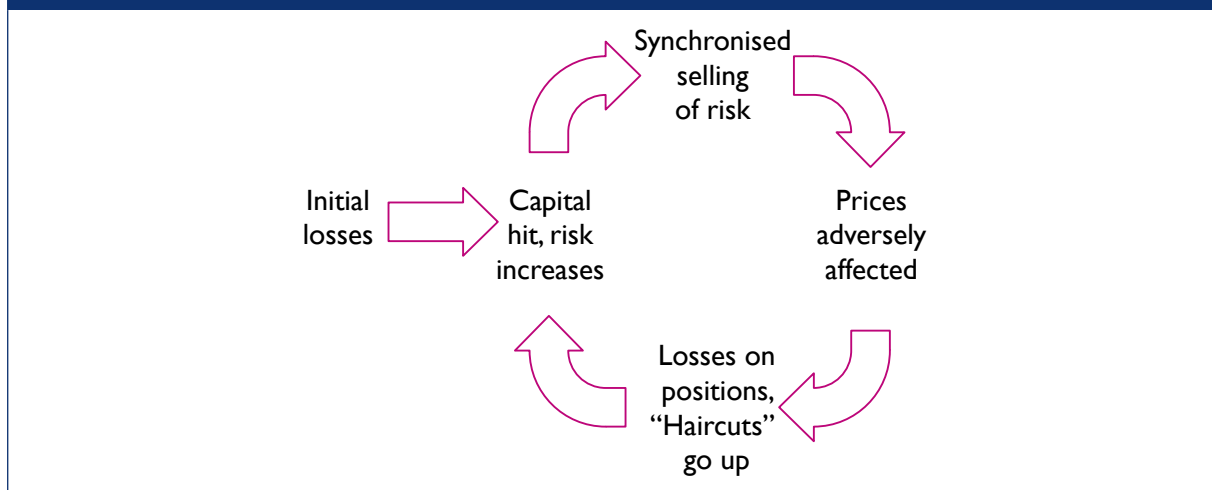 Synchronised
selling
of risk
Initial
losses
Capital
hit, risk
increases
Prices
adversely
affected
Losses on
positions,
“Haircuts”
go up